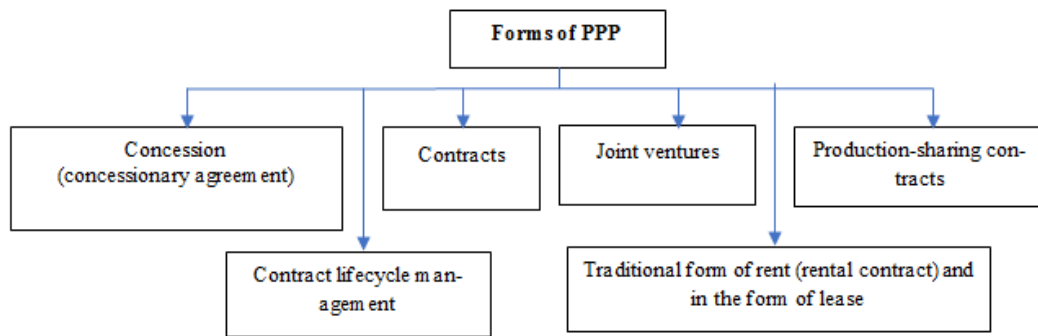 Forms of PPP
Concession
(concessionary agreement)
Contracts
Joint ventures
Production-sharing con-
tracts
Contract lifecycle man-
agement
Traditional form of rent (rental contract) and
in the form of lease